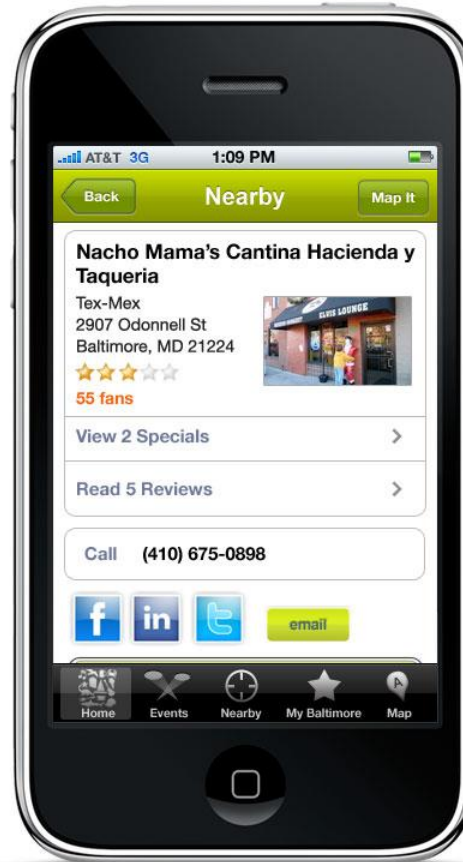 AT&T 3G 1:09 PM
Back Nearby Map It
Nacho Mama's Cantina Hacienda y
Taqueria
Tex-Mex
2907 Odonnell St
Baltimore, MD 21224
ELVIS LOUNGE
55 fans
View 2 Specials
Read 5 Reviews
Call (410) 675-0898
f in t email
Home Events Nearby My Baltimore Map
A